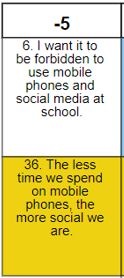 -5
6. I want it to
be forbidden to
use mobile
phones and
social media at
school.
36. The less
time we spend
on mobile
phones, the
more social we
are.